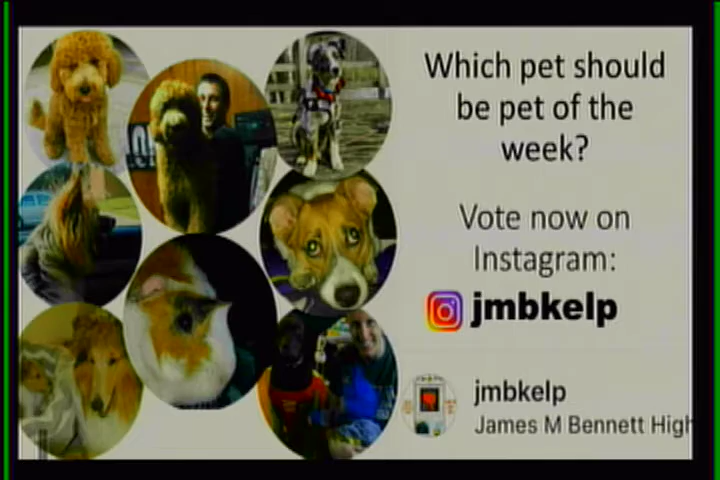 Which pet should
be pet of the
week?
Vote now on
Instagram:
jmbkelp
jmbkelp
James M Bennett High